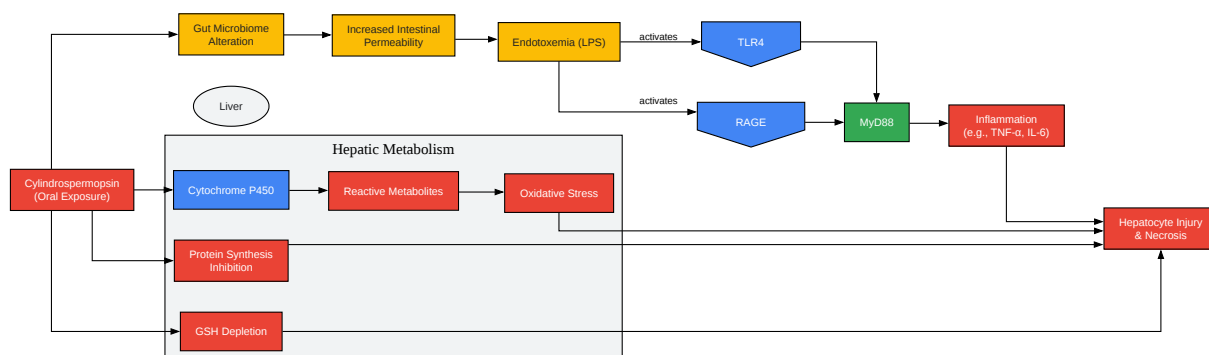 Gut Microbiome
Alteration
Increased Intestinal
Permeability
Endotoxemia (LPS)
activates
TLR4
activates
RAGE
MyD88
Inflammation
(e.g., TNF-α, IL-6)
Liver
Hepatic Metabolism
Cylindrospermopsin
(Oral Exposure)
Cytochrome P450
Reactive Metabolites
Oxidative Stress
Hepatocyte Injury
& Necrosis
Protein Synthesis
Inhibition
GSH Depletion